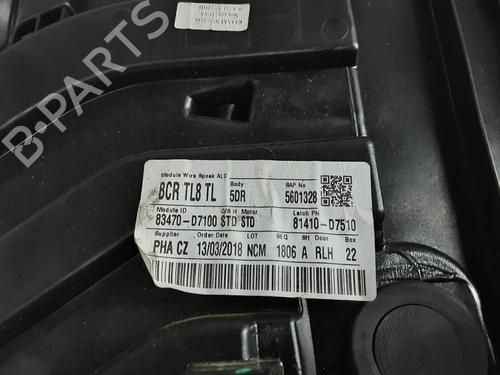 Module Wire Speak ALC Body SAP No
BCR TL8 TL 5DR 5601328
Module ID C/S H Motor Latch PN
83470-D7100 STD STD 81410-D7510
Supplier Order Date LOT SEQ Sft Door Box
PHA CZ 13/03/2018 NCM 1806 A RLH 22
B-PARTS